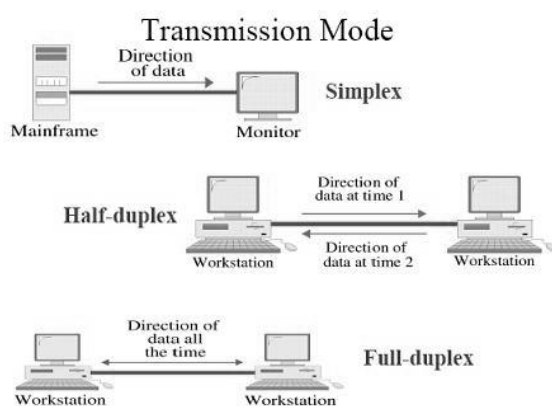 Transmission Mode
Direction
of data
Simplex
Mainframe
Monitor
Half-duplex
Direction of
data at time 1
Direction of
data at time 2
Workstation
Workstation
Direction of
data all
the time
Full-duplex
Workstation
Workstation